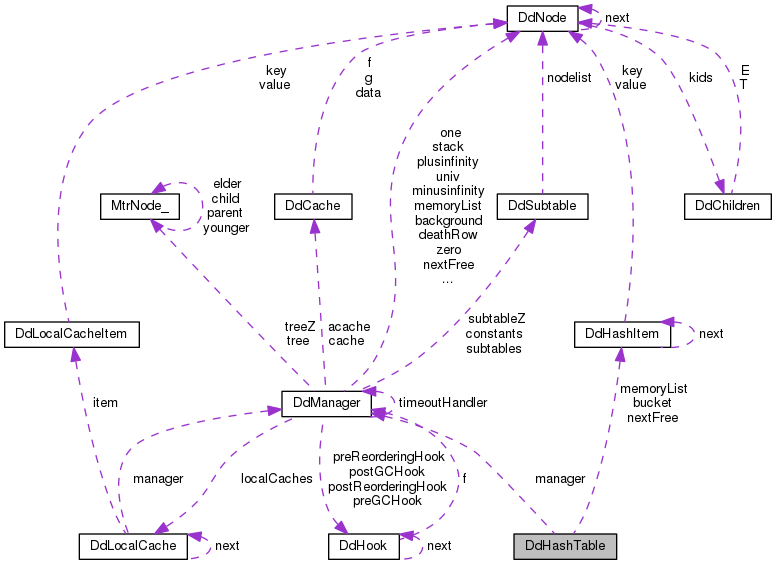 DdNode
next
key
value
f
g
data
nodelist
key
value
kids
E
T
one
stack
plusinfinity
univ
minusinfinity
memoryList
background
deathRow
zero
nextFree
...
MtrNode_
elder
child
parent
younger
DdCache
DdSubtable
DdChildren
DdLocalCacheItem
treeZ
tree
acache
cache
subtableZ
constants
subtables
DdHashItem
next
item
DdManager
timeoutHandler
memoryList
bucket
nextFree
manager
localCaches
preReorderingHook
postGCHook
postReorderingHook
preGCHook
f
manager
DdLocalCache
next
DdHook
next
DdHashTable